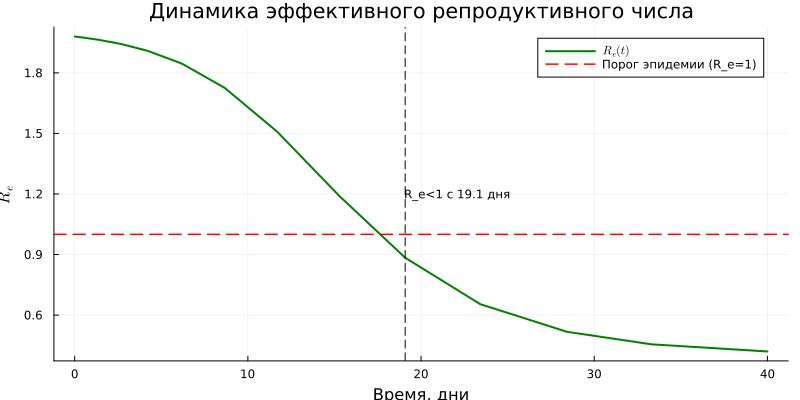 Динамика эффективного репродуктивного числа
R_e(t)
Порог эпидемии (R_e=1)
1.8
1.5
1.2
0.9
0.6
R_e
R_e<1 с 19.1 дня
0 10 20 30 40
Время, дни